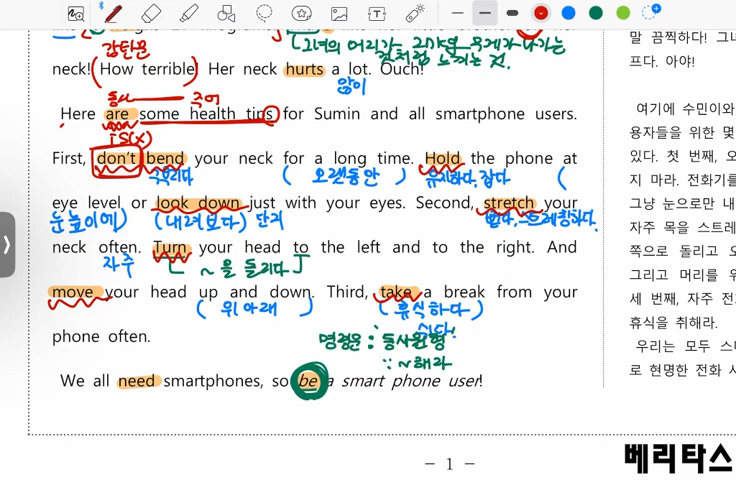 그녀의 머리가
감탄문
neck! (How terrible! Her neck hurts a lot. Ouch!
많이
동사 주어
Here are some health tips for Sumin and all smartphone users.
is(X)
First, don't bend your neck for a long time. Hold the phone at
구부리다 (오랫동안) 유지하다, 잡다 (
eye level or look down just with your eyes. Second, stretch your
눈높이에) (내려보다) 단지 뻗다, 스트레칭하다.
neck often. Turn your head to the left and to the right. And
자주 ~을 돌리다
move your head up and down. Third, take a break from your
(위아래) (휴식하다)
쉬다!
phone often.
명령문 : 동사원형
~해라
We all need smartphones, so be a smart phone user!
- 1 -
말 끔찍하다! 그녀
프다. 아야!
여기에 수민이와
용자들을 위한 몇
있다. 첫 번째, 오
지 마라. 전화기를
그냥 눈으로만 내
자주 목을 스트레
쪽으로 돌리고 오
그리고 머리를 위
세 번째, 자주 전
휴식을 취해라.
우리는 모두 스마
로 현명한 전화 사
베리타스